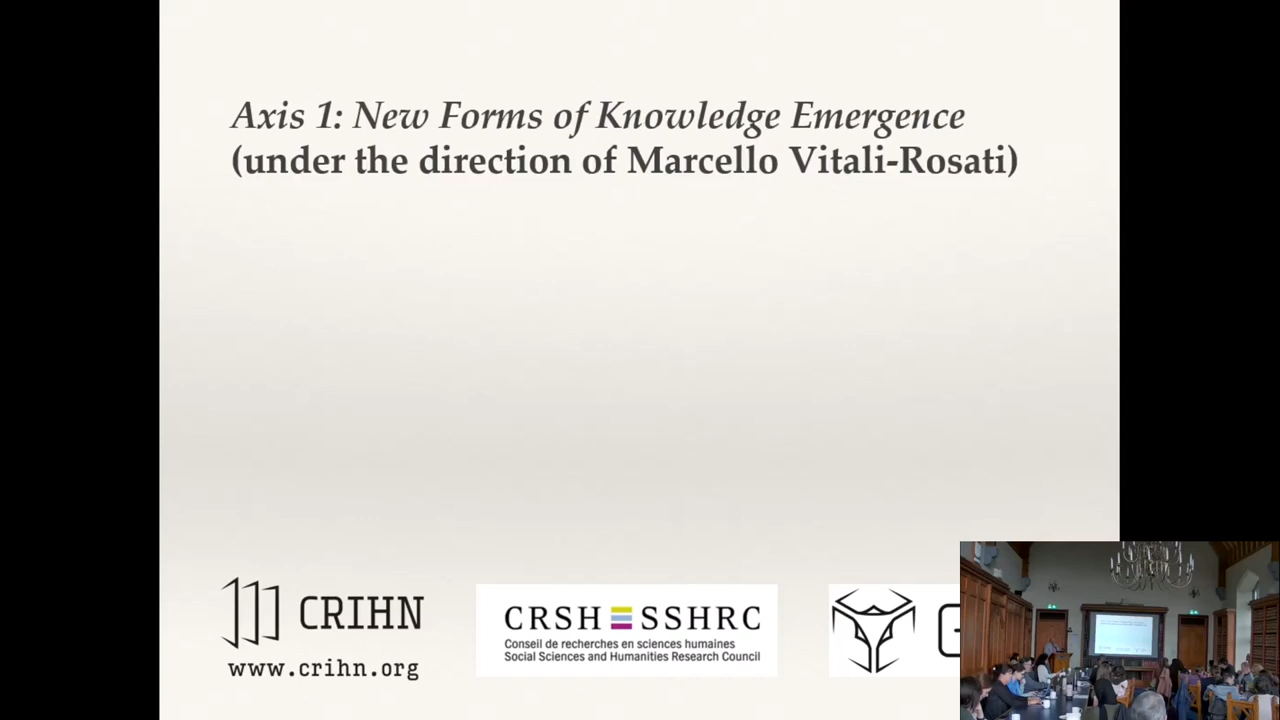 Axis 1: New Forms of Knowledge Emergence
(under the direction of Marcello Vitali-Rosati)
CRIHN
www.crihn.org
CRSH SSHRC
Conseil de recherches en sciences humaines
Social Sciences and Humanities Research Council